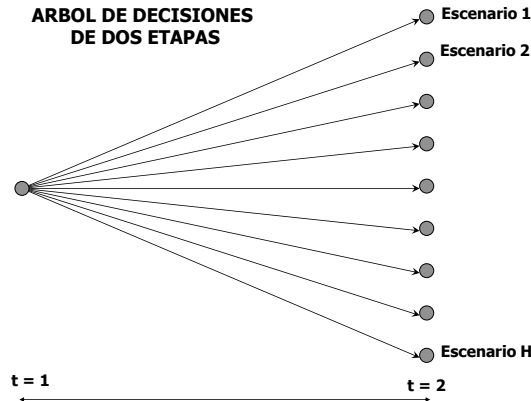 ARBOL DE DECISIONES
DE DOS ETAPAS
Escenario 1
Escenario 2
Escenario H
t = 1
t = 2